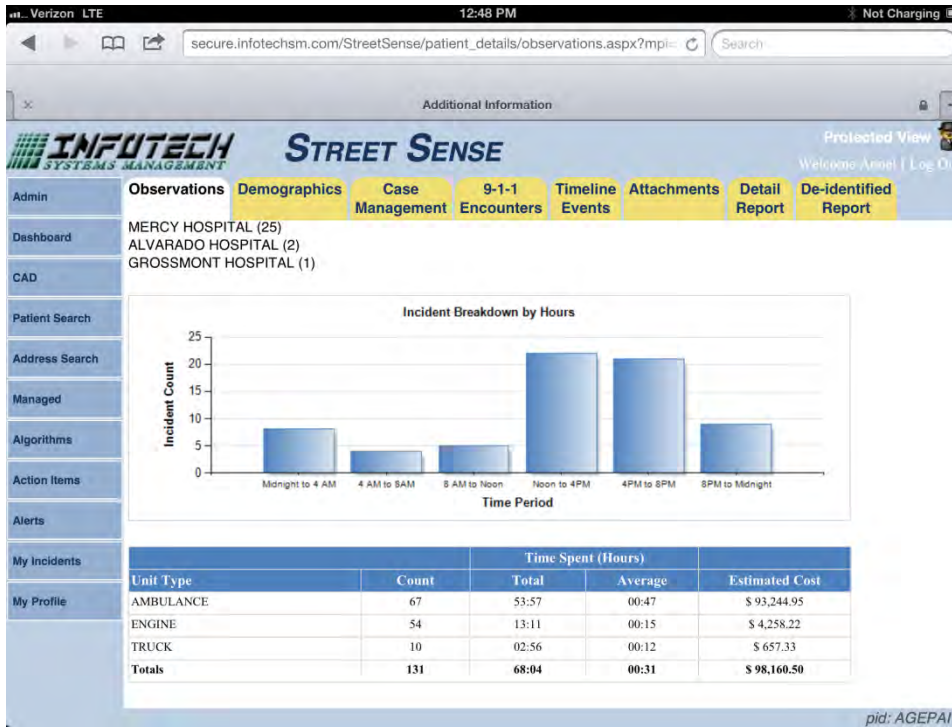 Verizon LTE 12:48 PM Not Charging
secure.infotechsm.com/StreetSense/patient_details/observations.aspx?mpi= Search
Additional Information
INFOTECH SYSTEMS MANAGEMENT
STREET SENSE
Protected View
Welcome | Log
Observations Demographics Case Management 9-1-1 Encounters Timeline Events Attachments Detail Report De-identified Report
Admin
Dashboard
CAD
Patient Search
Address Search
Managed
Algorithms
Action Items
Alerts
My Incidents
My Profile
MERCY HOSPITAL (25)
ALVARADO HOSPITAL (2)
GROSSMONT HOSPITAL (1)
Incident Breakdown by Hours
Incident Count
25
20
15
10
5
0
Midnight to 4 AM 4 AM to 8AM 8 AM to Noon Noon to 4PM 4PM to 8PM 8PM to Midnight
Time Period
Time Spent (Hours)
Unit Type Count Total Average Estimated Cost
AMBULANCE 67 53:57 00:47 $ 93,244.95
ENGINE 54 13:11 00:15 $ 4,258.22
TRUCK 10 02:56 00:12 $ 657.33
Totals 131 68:04 00:31 $ 98,160.50
pid: AGEPA